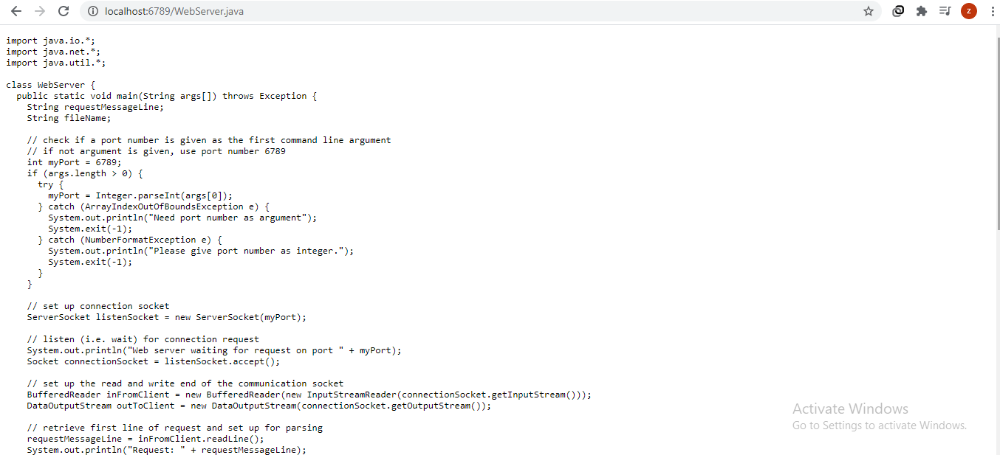 localhost:6789/WebServer.java
z
import java.io.*;
import java.net.*;
import java.util.*;
class WebServer {
public static void main(String args[]) throws Exception {
String requestMessageLine;
String fileName;
// check if a port number is given as the first command line argument
// if not argument is given, use port number 6789
int myPort = 6789;
if (args.length > 0) {
try {
myPort = Integer.parseInt(args[0]);
} catch (ArrayIndexOutOfBoundsException e) {
System.out.println("Need port number as argument");
System.exit(-1);
} catch (NumberFormatException e) {
System.out.println("Please give port number as integer.");
System.exit(-1);
}
}
// set up connection socket
ServerSocket listenSocket = new ServerSocket(myPort);
// listen (i.e. wait) for connection request
System.out.println("Web server waiting for request on port " + myPort);
Socket connectionSocket = listenSocket.accept();
// set up the read and write end of the communication socket
BufferedReader inFromClient = new BufferedReader(new InputStreamReader(connectionSocket.getInputStream()));
DataOutputStream outToClient = new DataOutputStream(connectionSocket.getOutputStream());
// retrieve first line of request and set up for parsing
requestMessageLine = inFromClient.readLine();
System.out.println("Request: " + requestMessageLine);
Activate Windows
Go to Settings to activate Windows.